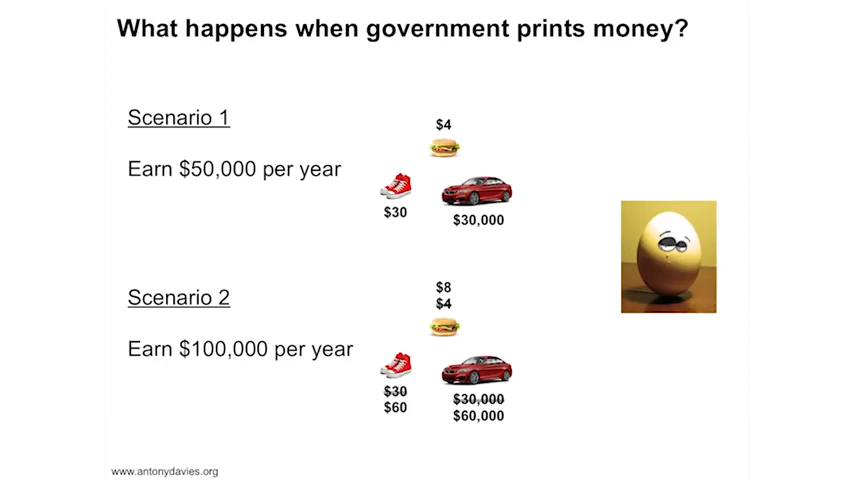 What happens when government prints money?
Scenario 1
Earn $50,000 per year
$4
$30
$30,000
Scenario 2
Earn $100,000 per year
$8
$4
$30
$60
$30,000
$60,000
www.antonydavies.org